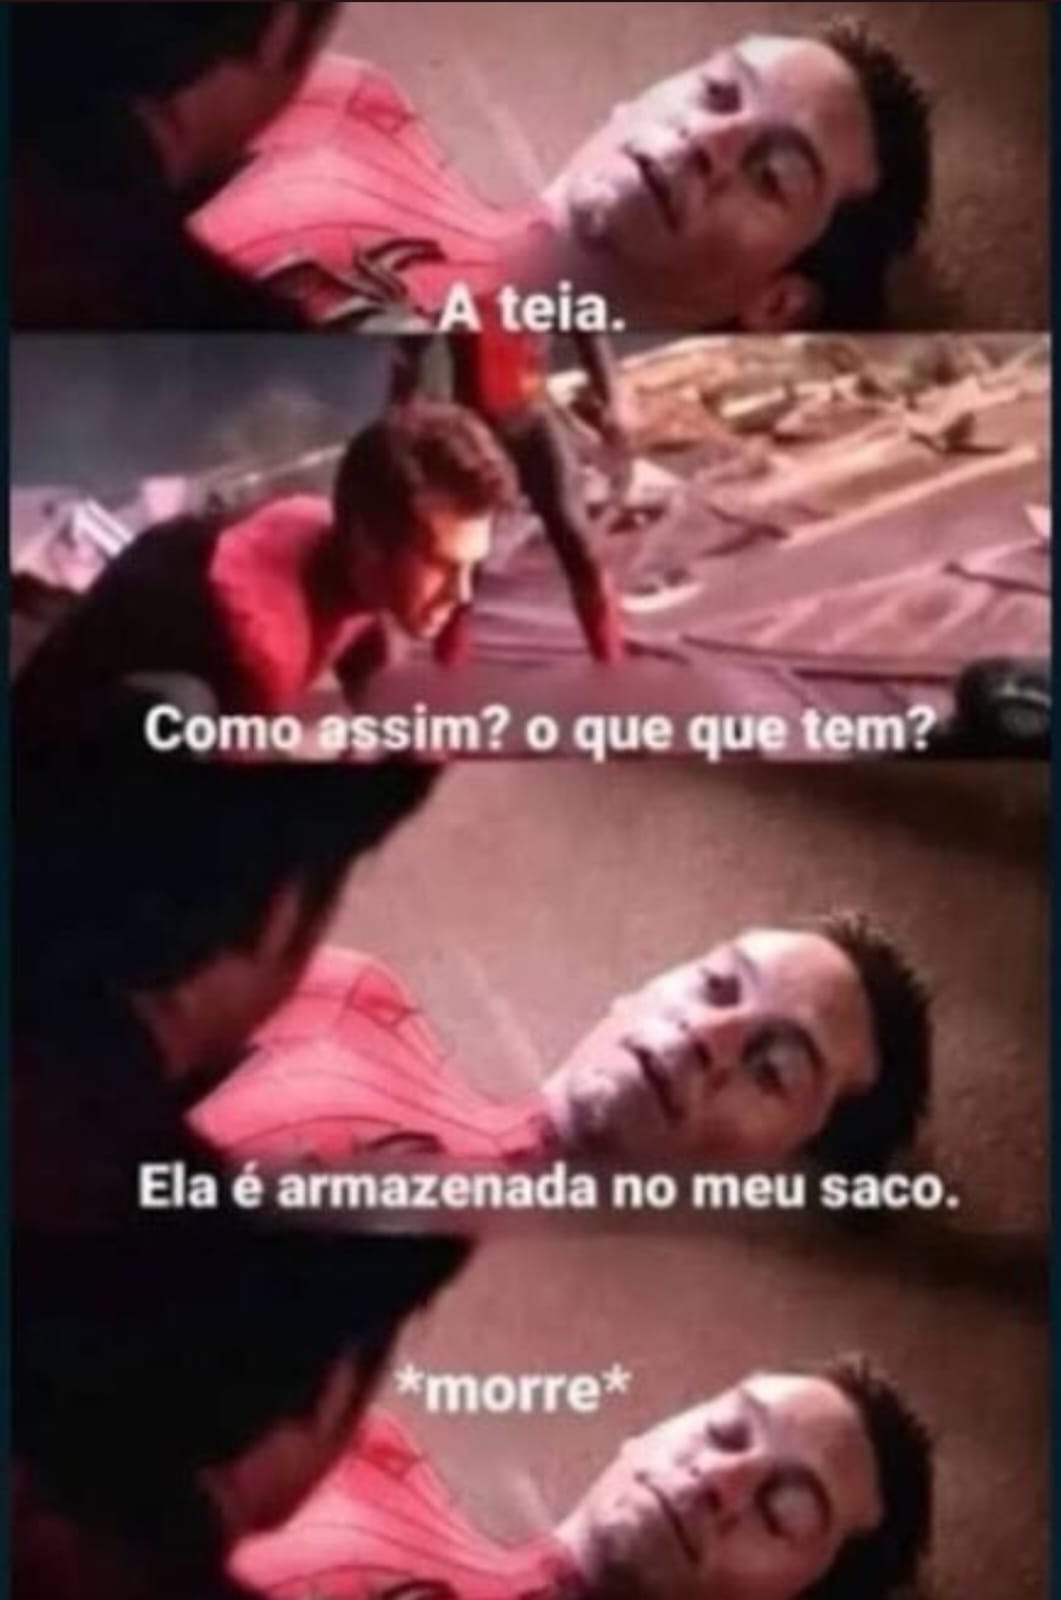 A teia.
Como assim? o que que tem?
Ela é armazenada no meu saco.
*morre*